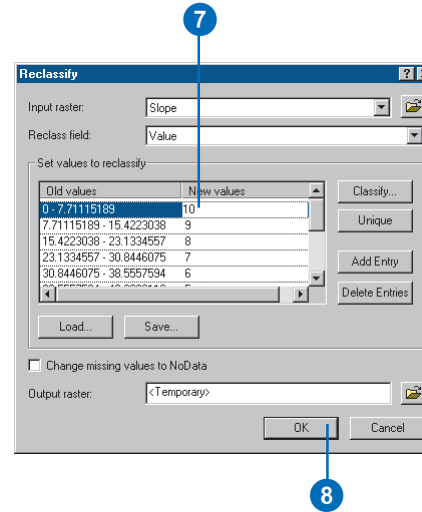 7
Reclassify
Input raster: Slope
Reclass field: Value
Set values to reclassify
Old values New values
0 - 7.71115189 10
7.71115189 - 15.4223038 9
15.4223038 - 23.1334557 8
23.1334557 - 30.8446075 7
30.8446075 - 38.5557594 6
Classify...
Unique
Add Entry
Delete Entries
Load... Save...
Change missing values to NoData
Output raster: <Temporary>
OK Cancel
8